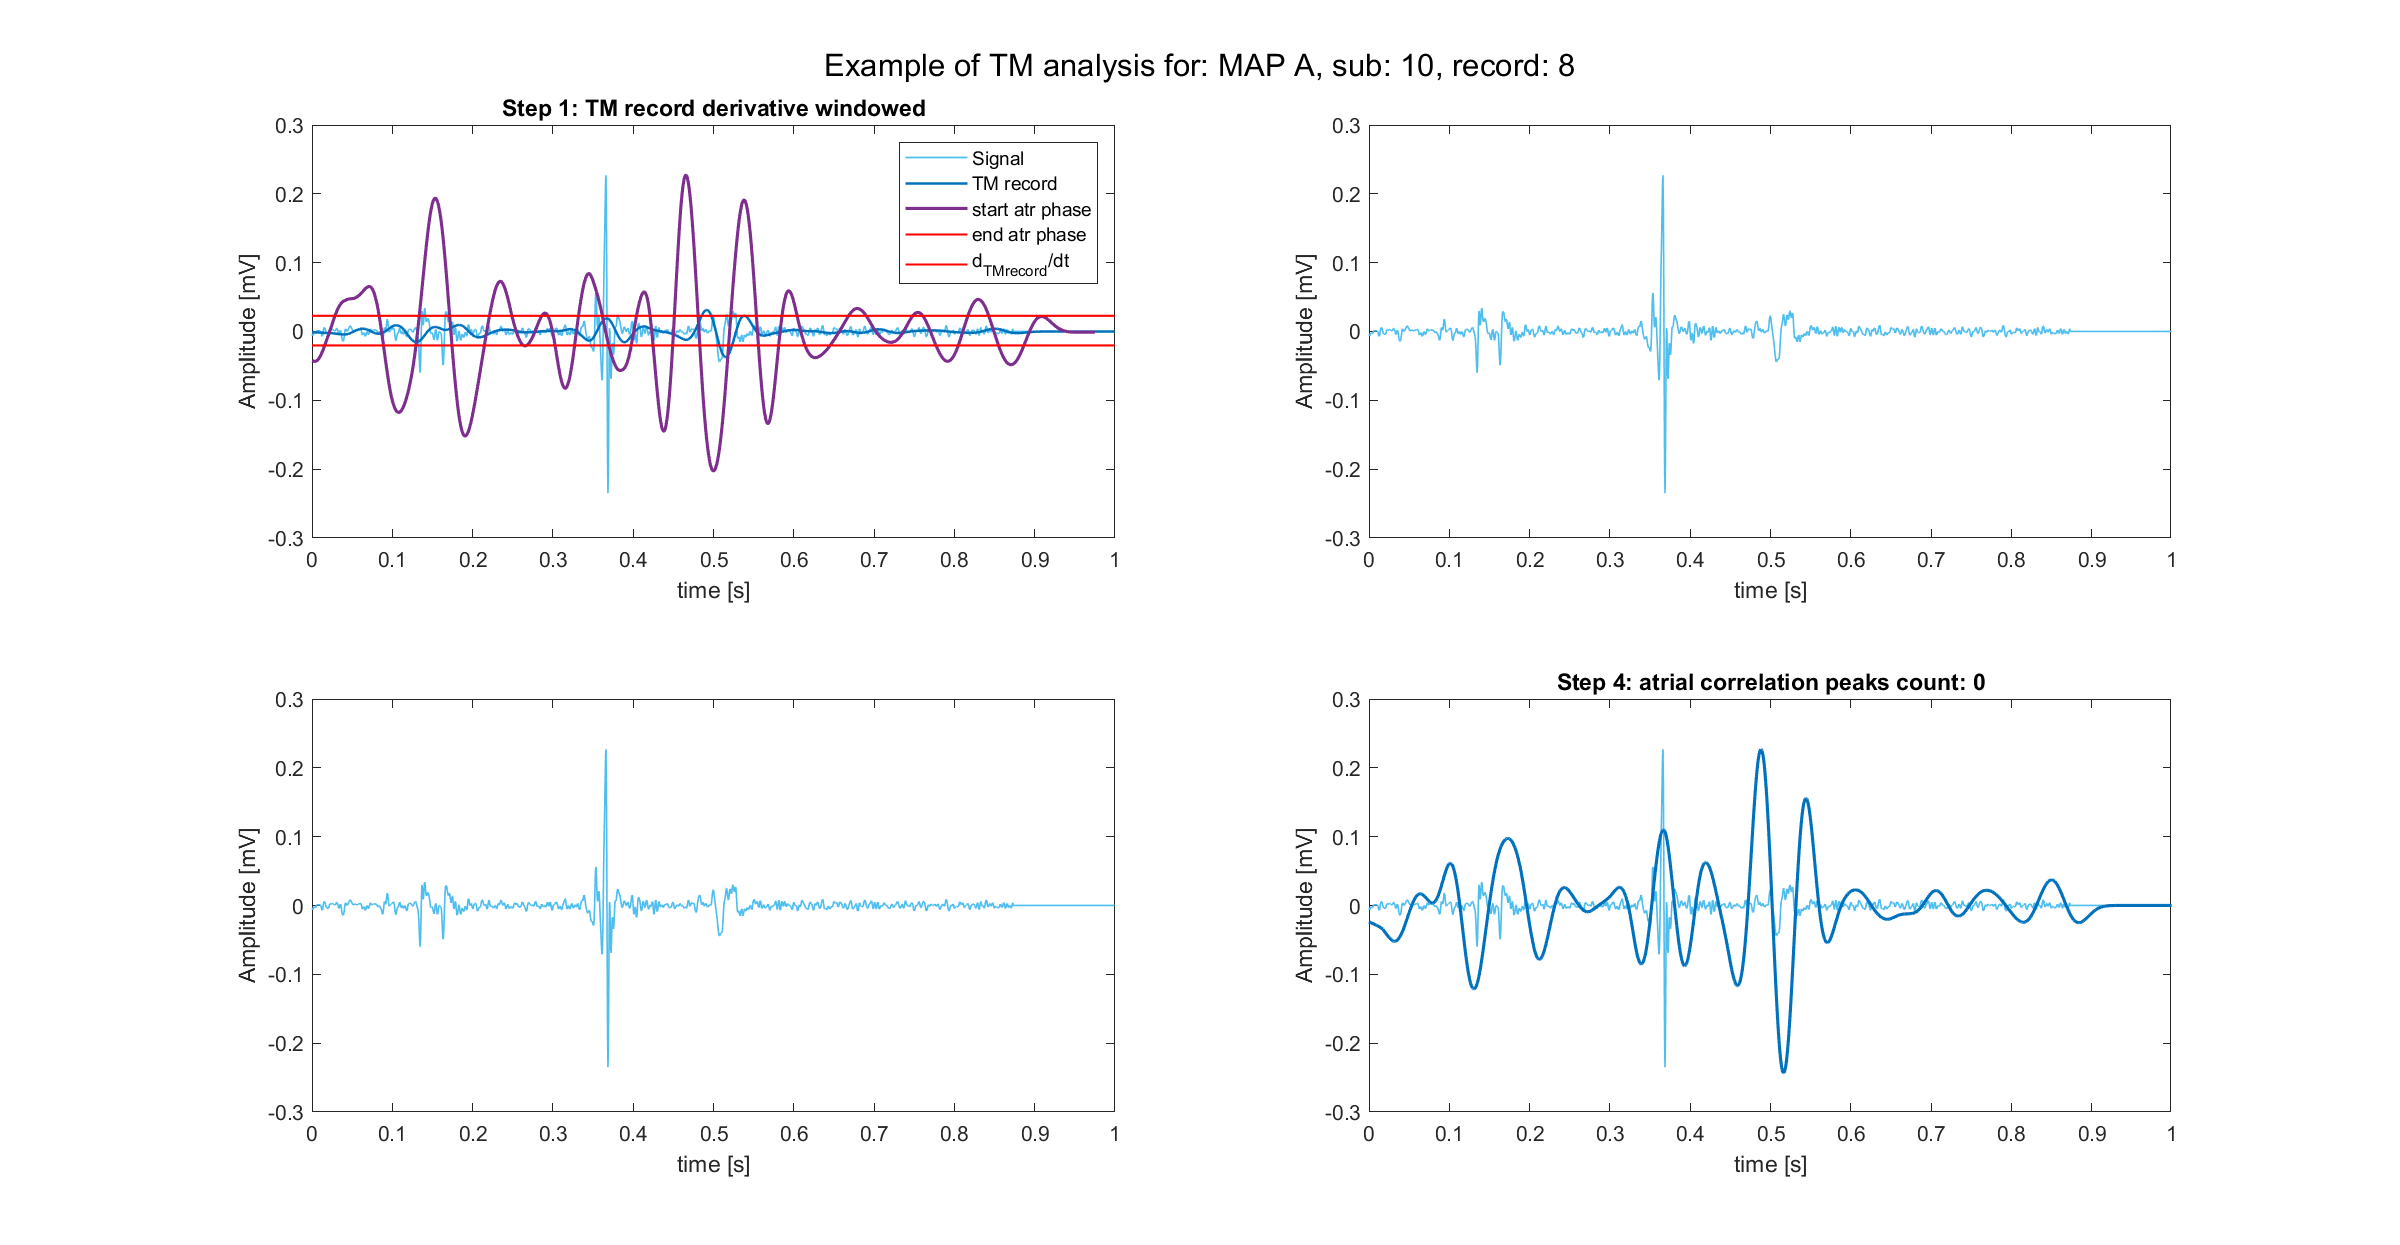 Example of TM analysis for: MAP A, sub: 10, record: 8
Step 1: TM record derivative windowed
Signal
TM record
start atr phase
end atr phase
d_TMrecord/dt
0.3
0.2
0.1
0
-0.1
-0.2
-0.3
Amplitude [mV]
0 0.1 0.2 0.3 0.4 0.5 0.6 0.7 0.8 0.9 1
time [s]
0.3
0.2
0.1
0
-0.1
-0.2
-0.3
Amplitude [mV]
0 0.1 0.2 0.3 0.4 0.5 0.6 0.7 0.8 0.9 1
time [s]
0.3
0.2
0.1
0
-0.1
-0.2
-0.3
Amplitude [mV]
0 0.1 0.2 0.3 0.4 0.5 0.6 0.7 0.8 0.9 1
time [s]
Step 4: atrial correlation peaks count: 0
0.3
0.2
0.1
0
-0.1
-0.2
-0.3
Amplitude [mV]
0 0.1 0.2 0.3 0.4 0.5 0.6 0.7 0.8 0.9 1
time [s]